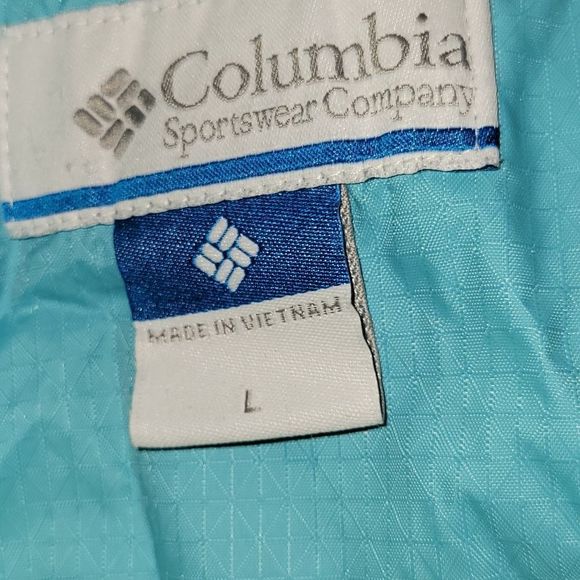 Columbia
Sportswear Company
MADE IN VIETNAM
L